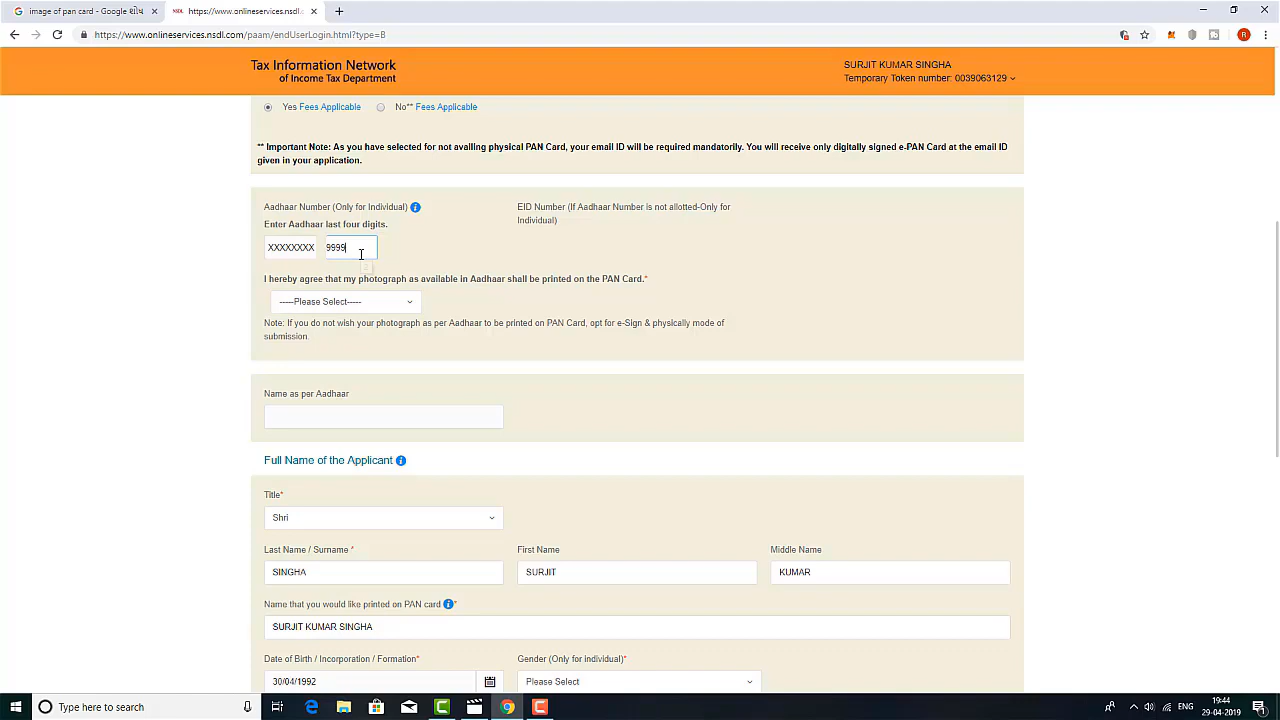 image of pan card - Google શોધ
https://www.onlineservices.nsdl.
https://www.onlineservices.nsdl.com/paam/endUserLogin.html?type=B
R
Tax Information Network
of Income Tax Department
SURJIT KUMAR SINGHA
Temporary Token number: 0039063129
Yes Fees Applicable
No** Fees Applicable
** Important Note: As you have selected for not availing physical PAN Card, your email ID will be required mandatorily. You will receive only digitally signed e-PAN Card at the email ID
given in your application.
Aadhaar Number (Only for Individual)
EID Number (If Aadhaar Number is not allotted-Only for
Individual)
Enter Aadhaar last four digits.
XXXXXXXX
9999
I hereby agree that my photograph as available in Aadhaar shall be printed on the PAN Card.*
-----Please Select-----
Note: If you do not wish your photograph as per Aadhaar to be printed on PAN Card, opt for e-Sign & physically mode of
submission.
Name as per Aadhaar
Full Name of the Applicant
Title*
Shri
Last Name / Surname *
First Name
Middle Name
SINGHA
SURJIT
KUMAR
Name that you would like printed on PAN card *
SURJIT KUMAR SINGHA
Date of Birth / Incorporation / Formation*
Gender (Only for individual)*
30/04/1992
Please Select
Type here to search
ENG
19:44
29-04-2019